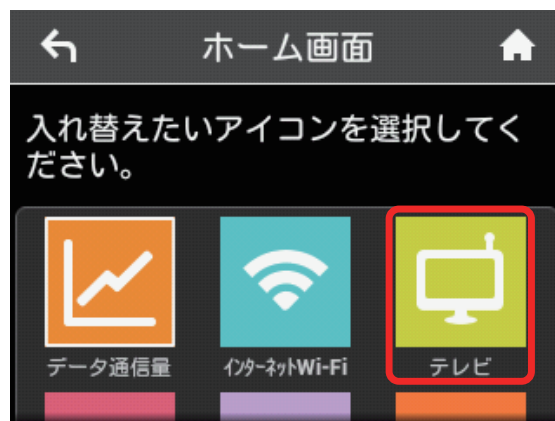 ホーム画面
入れ替えたいアイコンを選択してく
ださい。
データ通信量
インターネットWi-Fi
テレビ